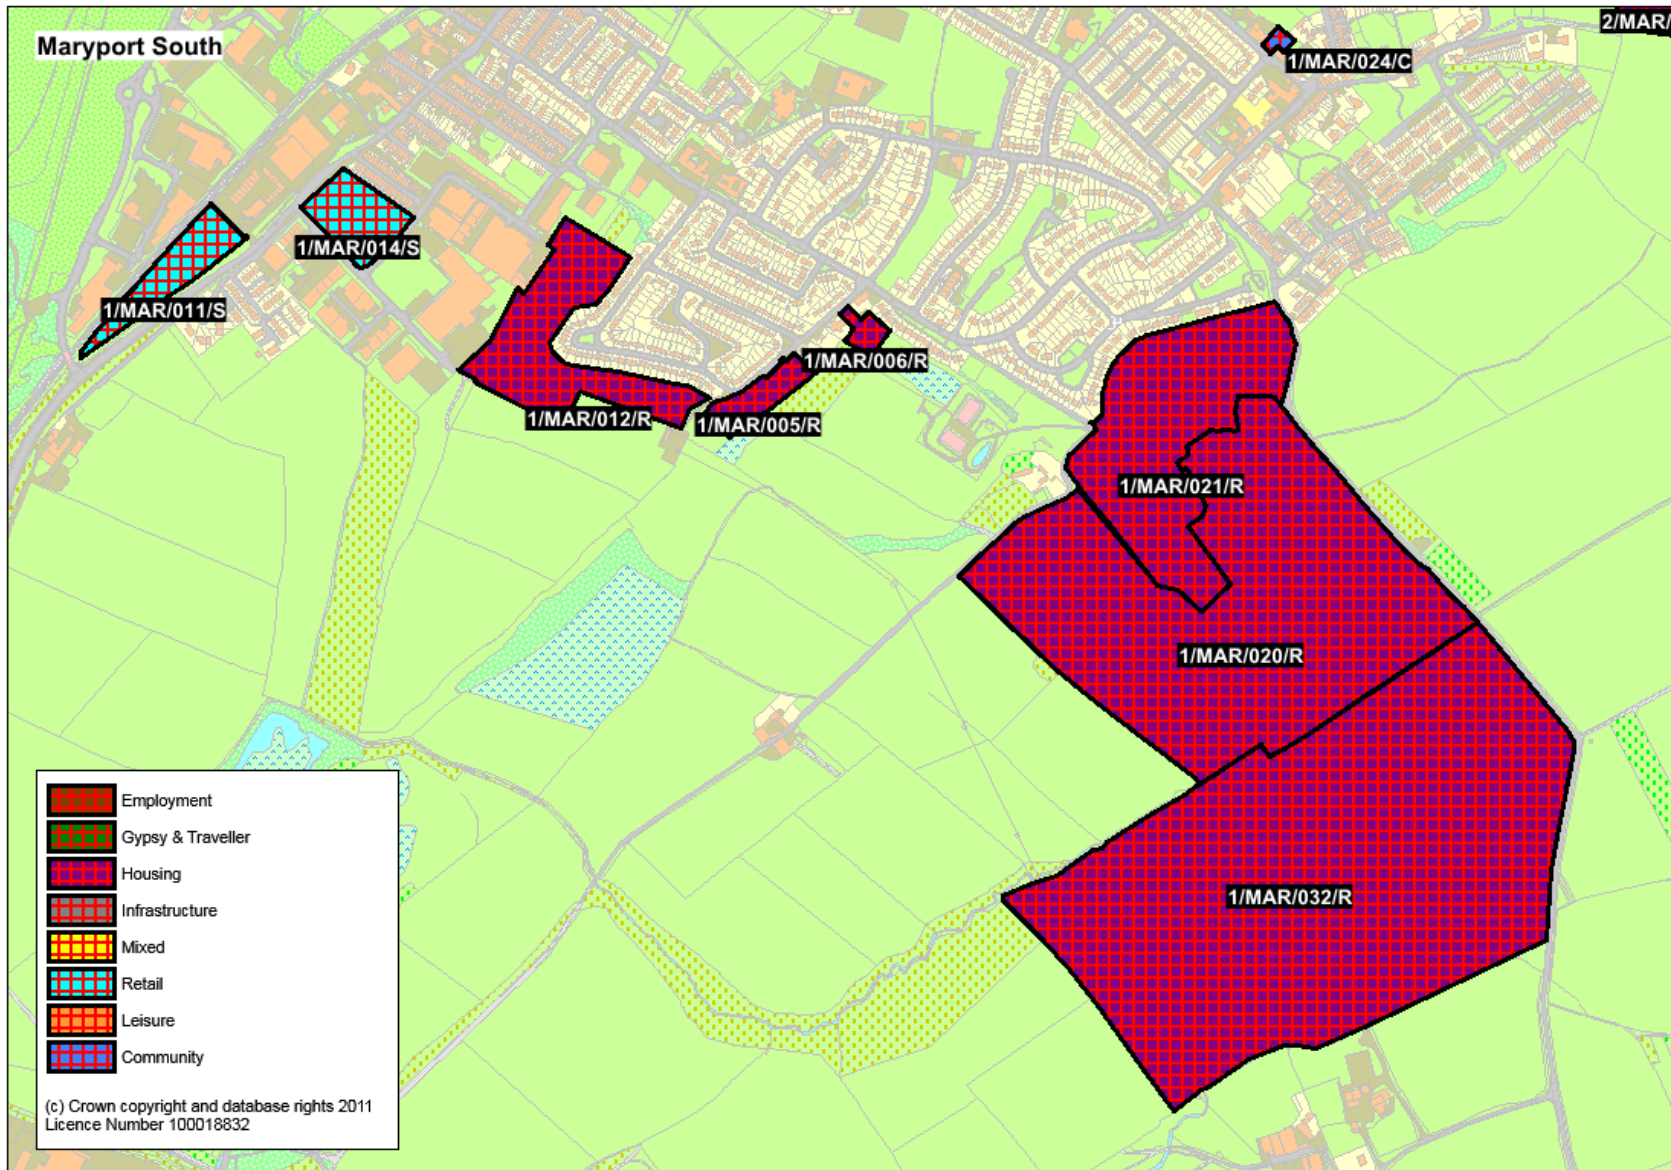 Maryport South
2/MAR/
1/MAR/024/C
1/MAR/014/S
1/MAR/011/S
1/MAR/006/R
1/MAR/012/R
1/MAR/005/R
1/MAR/021/R
1/MAR/020/R
1/MAR/032/R
Employment
Gypsy & Traveller
Housing
Infrastructure
Mixed
Retail
Leisure
Community
(c) Crown copyright and database rights 2011
Licence Number 100018832